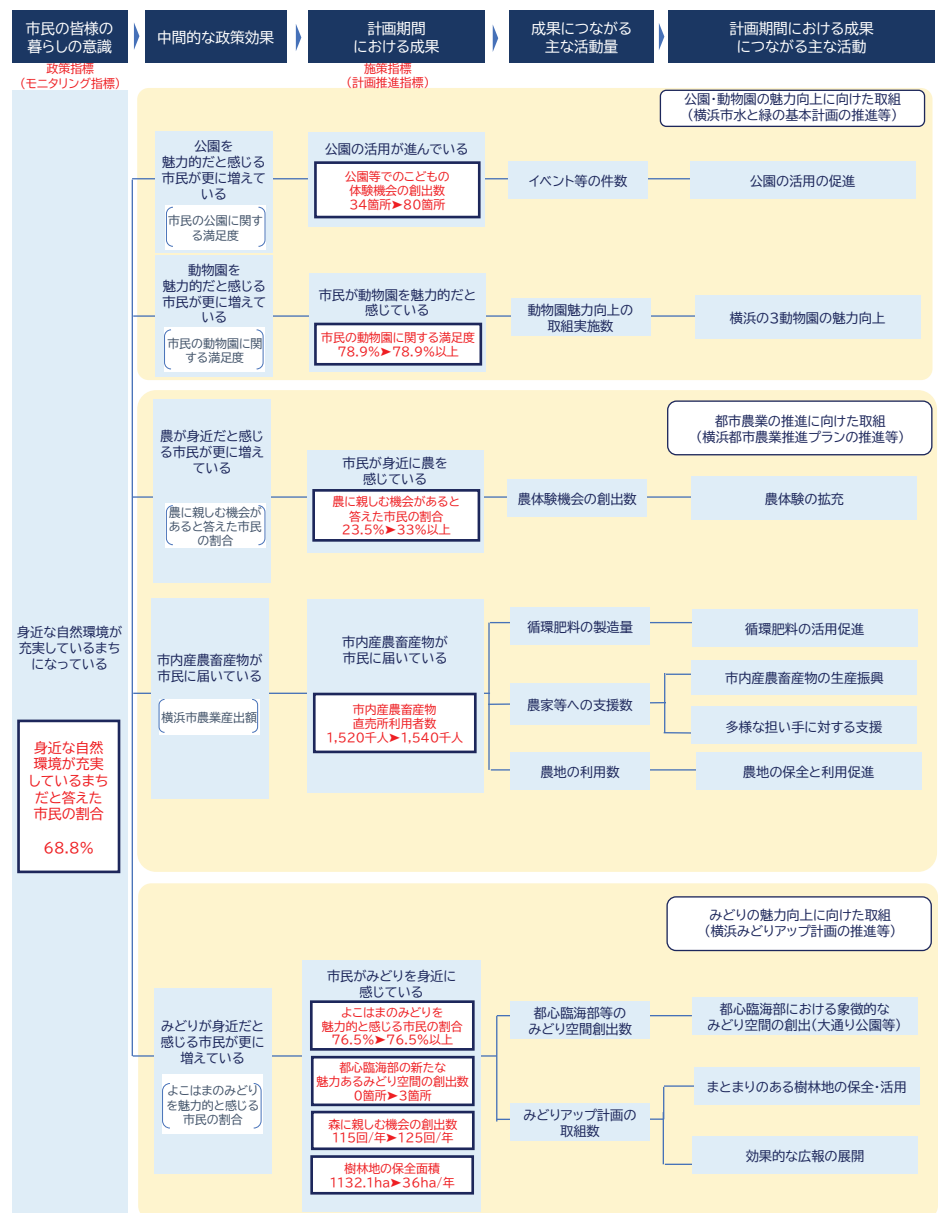 市民の皆様の
暮らしの意識
中間的な政策効果
計画期間
における成果
成果につながる
主な活動量
計画期間における成果
につながる主な活動
政策指標
（モニタリング指標）
施策指標
（計画推進指標）
身近な自然環境が
充実しているまち
になっている
身近な自然
環境が充実
しているまち
だと答えた
市民の割合
68.8%
公園・動物園の魅力向上に向けた取組
（横浜市水と緑の基本計画の推進等）
公園を
魅力的だと感じる
市民が更に増えて
いる
市民の公園に関す
る満足度
公園の活用が進んでいる
公園等でのこどもの
体験機会の創出数
34箇所➤80箇所
イベント等の件数
公園の活用の促進
動物園を
魅力的だと感じる
市民が更に増えて
いる
市民の動物園に関
する満足度
市民が動物園を魅力的だと
感じている
市民の動物園に関する満足度
78.9%➤78.9%以上
動物園魅力向上の
取組実施数
横浜の3動物園の魅力向上
都市農業の推進に向けた取組
（横浜都市農業推進プランの推進等）
農が身近だと感じ
る市民が更に増え
ている
農に親しむ機会が
あると答えた市民
の割合
市民が身近に農を
感じている
農に親しむ機会があると
答えた市民の割合
23.5%➤33%以上
農体験機会の創出数
農体験の拡充
市内産農畜産物が
市民に届いている
横浜市農業産出額
市内産農畜産物が
市民に届いている
市内産農畜産物
直売所利用者数
1,520千人➤1,540千人
循環肥料の製造量
循環肥料の活用促進
農家等への支援数
市内産農畜産物の生産振興
多様な担い手に対する支援
農地の利用数
農地の保全と利用促進
みどりの魅力向上に向けた取組
（横浜みどりアップ計画の推進等）
みどりが身近だと
感じる市民が更に
増えている
よこはまのみどり
を魅力的と感じる
市民の割合
市民がみどりを身近に
感じている
よこはまのみどりを
魅力的と感じる市民の割合
76.5%➤76.5%以上
都心臨海部の新たな
魅力あるみどり空間の創出数
0箇所➤3箇所
森に親しむ機会の創出数
115回/年➤125回/年
樹林地の保全面積
1132.1ha➤36ha/年
都心臨海部等の
みどり空間創出数
都心臨海部における象徴的な
みどり空間の創出（大通り公園等）
みどりアップ計画の
取組数
まとまりのある樹林地の保全・活用
効果的な広報の展開